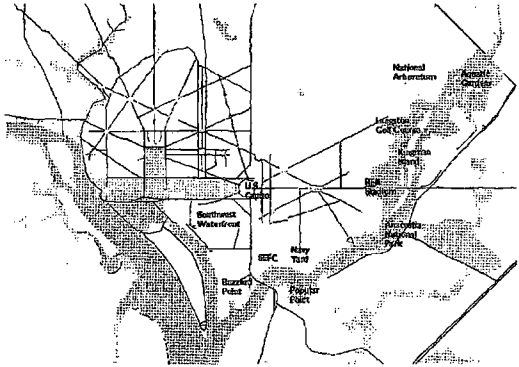 National
Arboretum
Aquatic
Gardens
Langston
Golf Course
Kingman
Island
RFK
Stadium
U.S.
Capitol
Southwest
Waterfront
Anacostia
National
Park
SEFC
Navy
Yard
Buzzard
Point
Popular
Point